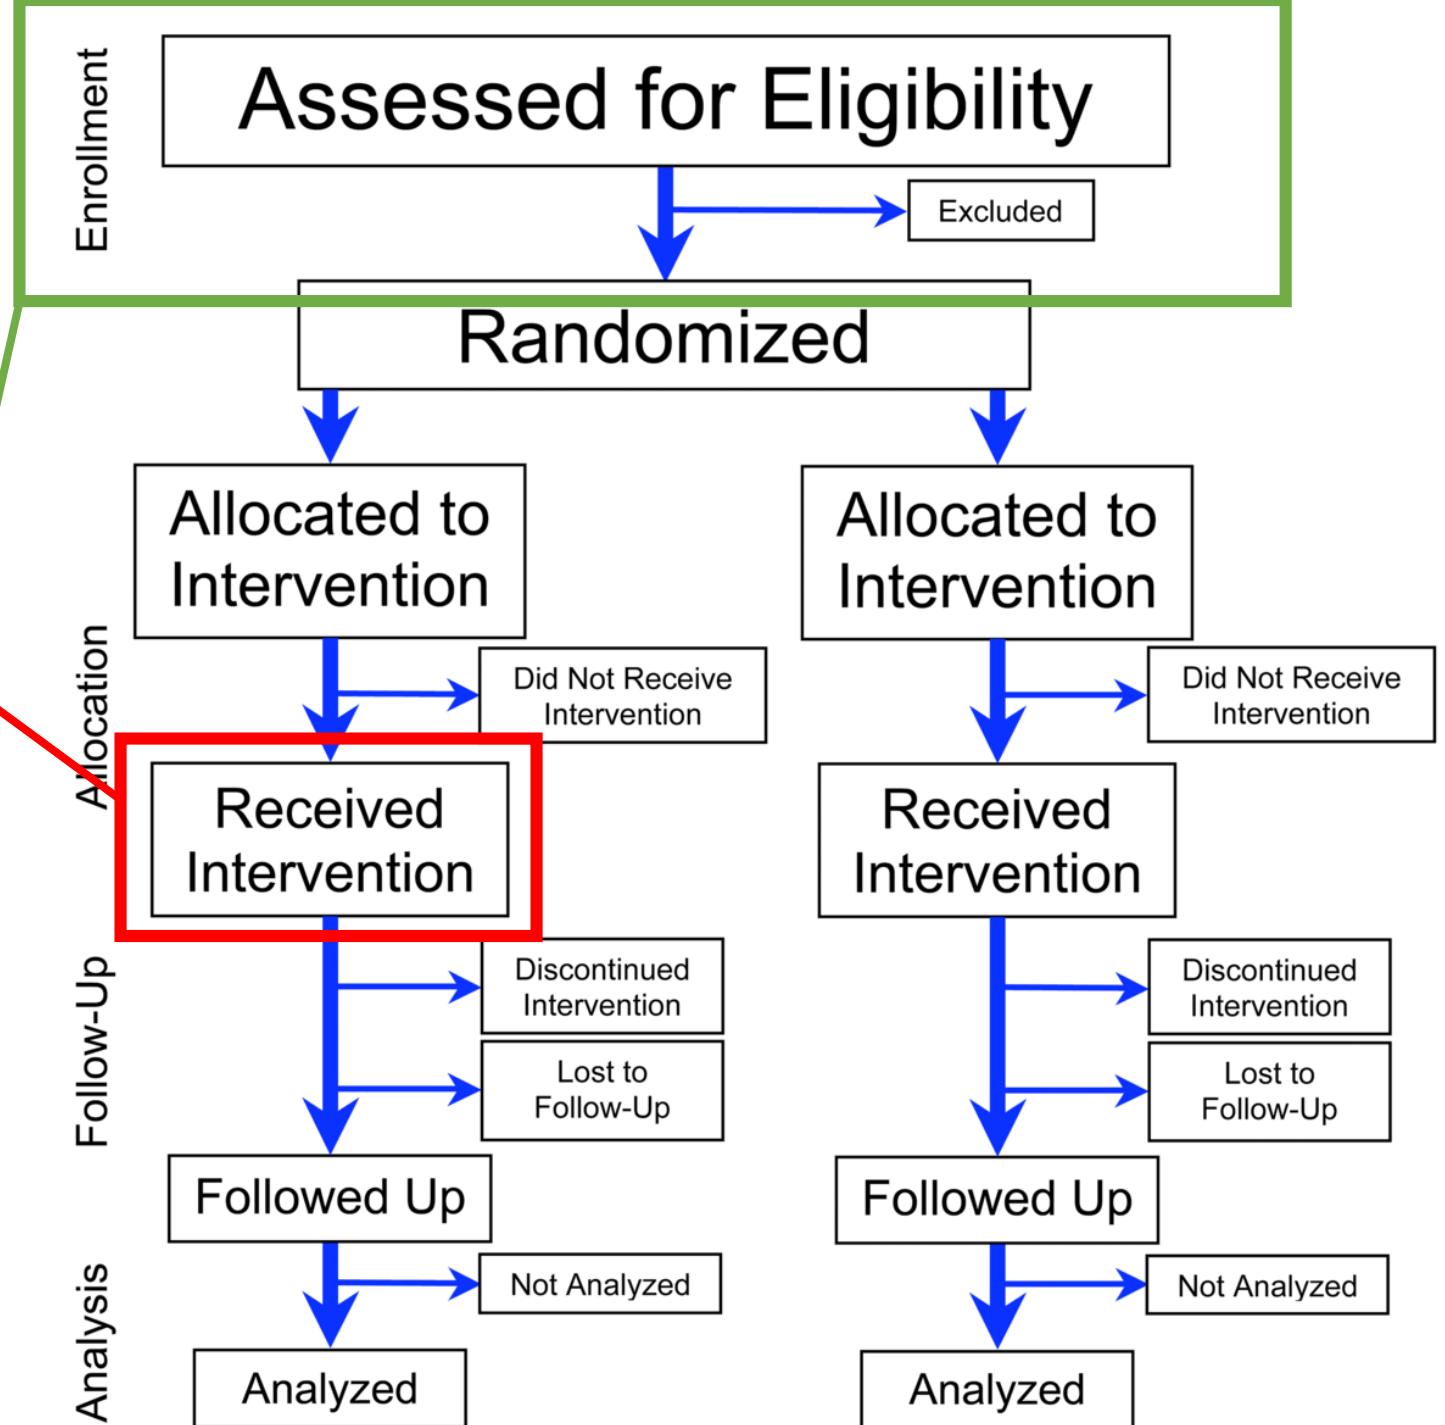 Enrollment
Assessed for Eligibility
Excluded
Randomized
Allocated to
Intervention
Allocated to
Intervention
Allocation
Did Not Receive
Intervention
Did Not Receive
Intervention
Received
Intervention
Received
Intervention
Follow-Up
Discontinued
Intervention
Discontinued
Intervention
Lost to
Follow-Up
Lost to
Follow-Up
Followed Up
Followed Up
Analysis
Not Analyzed
Not Analyzed
Analyzed
Analyzed